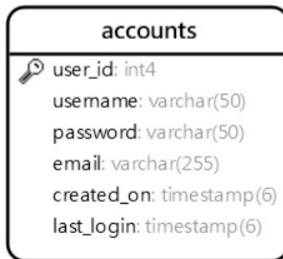 accounts
user_id: int4
username: varchar(50)
password: varchar(50)
email: varchar(255)
created_on: timestamp(6)
last_login: timestamp(6)